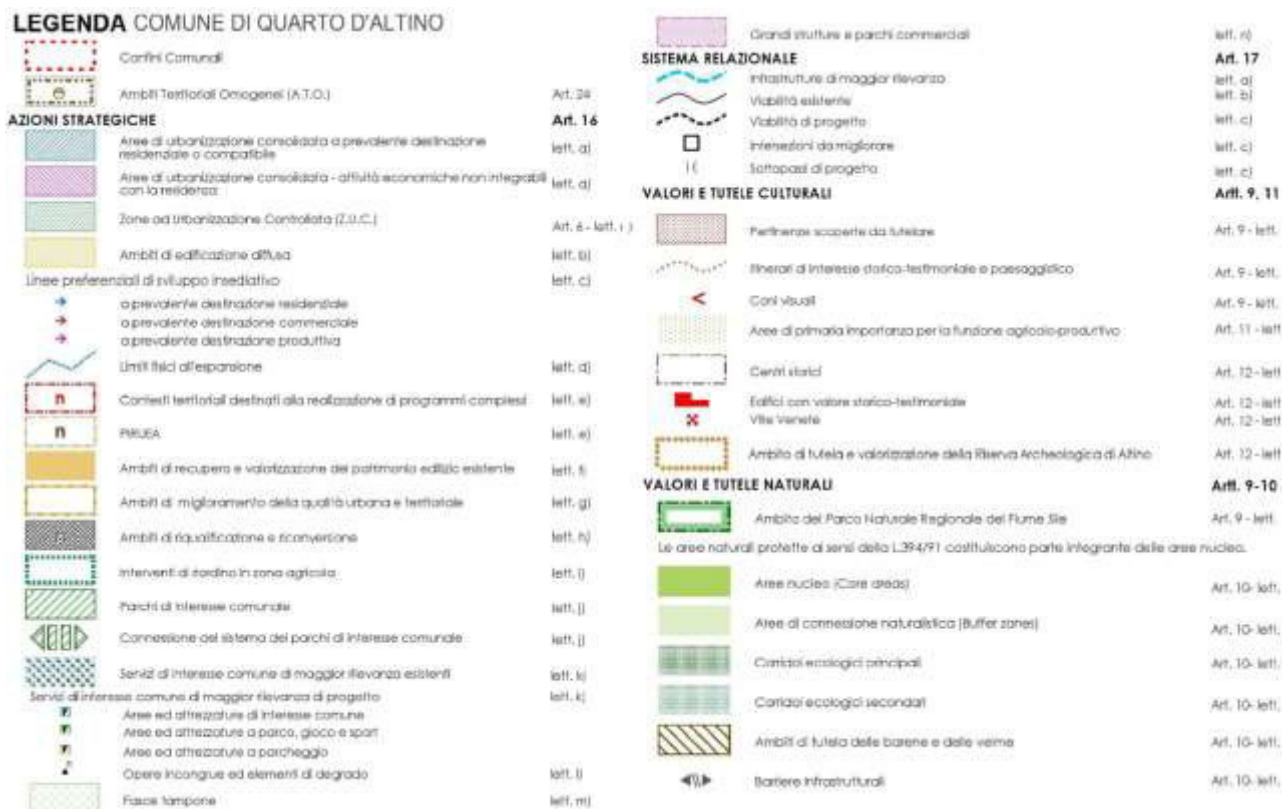 LEGENDA COMUNE DI QUARTO D'ALTINO
Confini Comunali
Ambiti Territoriali Omogenei (A.T.O.) Art. 24
AZIONI STRATEGICHE Art. 16
Aree di urbanizzazione consolidata a prevalente destinazione
residenziale o compatibile lett. a)
Aree di urbanizzazione consolidata - attività economiche non integrabili
con la residenza lett. a)
Zone ad Urbanizzazione Controllata (Z.U.C.) Art. 6 - lett. i )
Ambiti di edificazione diffusa lett. b)
Linee preferenziali di sviluppo insediativo lett. c)
a prevalente destinazione residenziale
a prevalente destinazione commerciale
a prevalente destinazione produttiva
Limiti fisici all'espansione lett. d)
n Contesti territoriali destinati alla realizzazione di programmi complessi lett. e)
n PIRUEA lett. e)
Ambiti di recupero e valorizzazione del patrimonio edilizio esistente lett. f)
Ambiti di miglioramento della qualità urbana e territoriale lett. g)
Ambiti di riqualificazione e riconversione lett. h)
Interventi di riordino in zona agricola lett. i)
Parchi di interesse comunale lett. j)
Connessione del sistema dei parchi di interesse comunale lett. j)
Servizi di interesse comune di maggior rilevanza esistenti lett. k)
Servizi di interesse comune di maggior rilevanza di progetto lett. k)
Aree ed attrezzature di interesse comune
Aree ed attrezzature a parco, gioco e sport
Aree ed attrezzature a parcheggio
Opere incongrue ed elementi di degrado lett. l)
Fasce tampone lett. m)
Grandi strutture e parchi commerciali lett. n)
SISTEMA RELAZIONALE Art. 17
Infrastrutture di maggior rilevanza lett. a)
Viabilità esistente lett. b)
Viabilità di progetto lett. c)
Intersezioni da migliorare lett. c)
Sottopassi di progetto lett. c)
VALORI E TUTELE CULTURALI Artt. 9, 11
Pertinenze scoperte da tutelare Art. 9 - lett.
Itinerari di interesse storico-testimoniale e paesaggistico Art. 9 - lett.
Coni visuali Art. 9 - lett.
Aree di primaria importanza per la funzione agricolo-produttivo Art. 11 - lett
Centri storici Art. 12 - lett
Edifici con valore storico-testimoniale Art. 12 - lett
Ville Venete Art. 12 - lett
Ambito di tutela e valorizzazione della Riserva Archeologica di Altino Art. 12 - lett
VALORI E TUTELE NATURALI Artt. 9-10
Ambito del Parco Naturale Regionale del Fiume Sile Art. 9 - lett
Le aree naturali protette ai sensi della L.394/91 costituiscono parte integrante delle aree nucleo.
Aree nucleo (Core areas) Art. 10- lett.
Aree di connessione naturalistica (Buffer zones) Art. 10- lett.
Corridoi ecologici principali Art. 10- lett.
Corridoi ecologici secondari Art. 10- lett.
Ambiti di tutela delle barene e delle velme Art. 10- lett.
Barriere infrastrutturali Art. 10- lett.